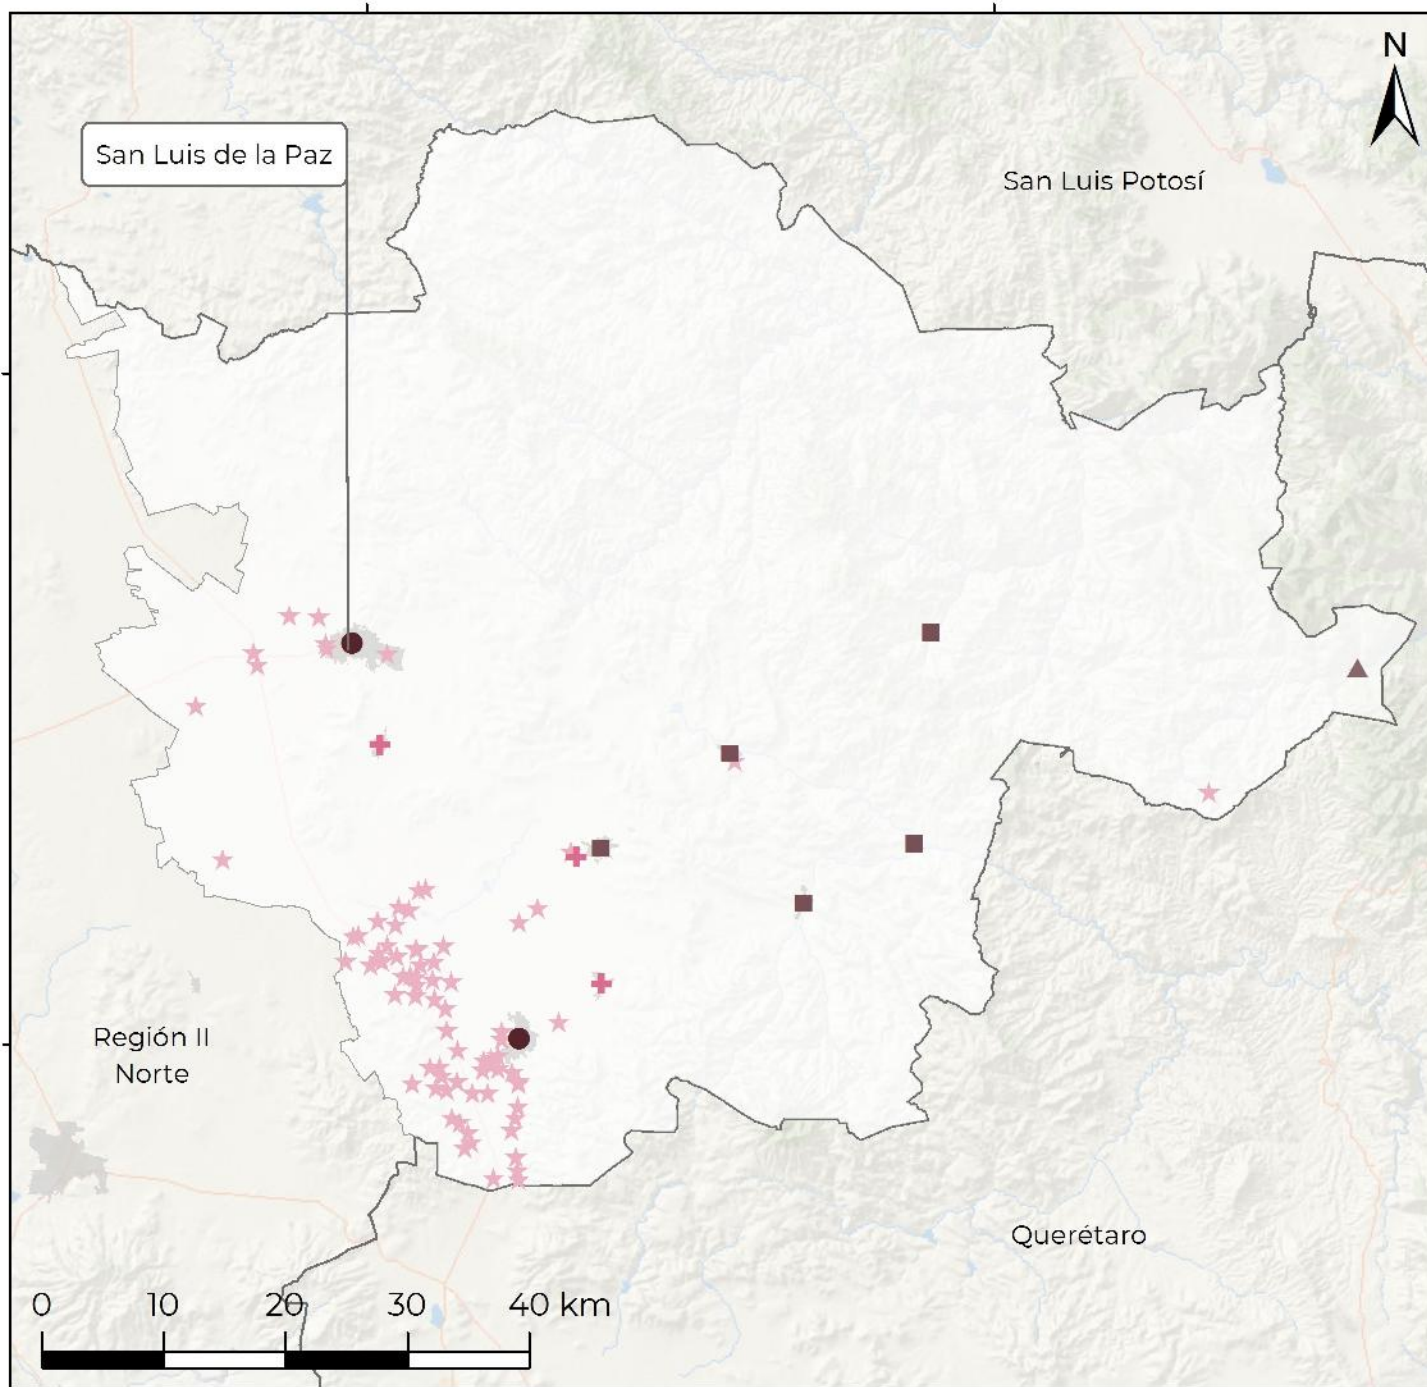 N
San Luis de la Paz
San Luis Potosí
Región II
Norte
Querétaro
0 10 20 30 40 km